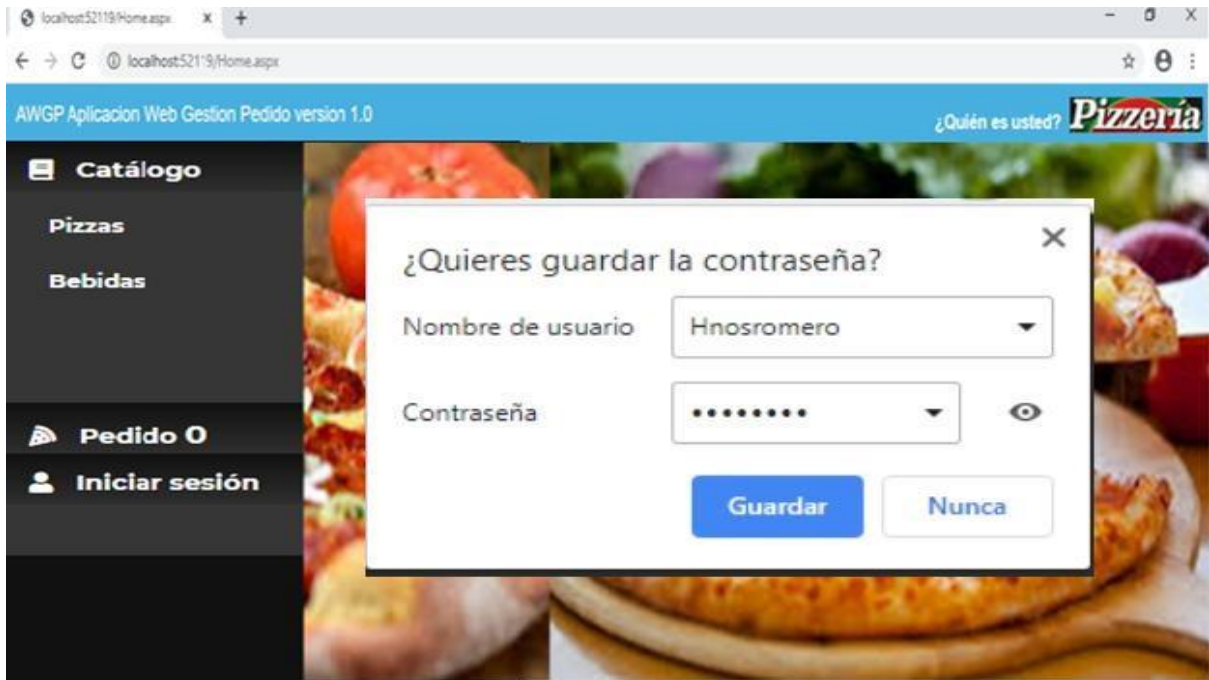 localhost:52119/Home.aspx
localhost:52119/Home.aspx
AWGP Aplicacion Web Gestion Pedido version 1.0
¿Quién es usted? Pizzería
Catálogo
Pizzas
Bebidas
Pedido 0
Iniciar sesión
¿Quieres guardar la contraseña?
Nombre de usuario Hnosromero
Contraseña ••••••••
Guardar Nunca